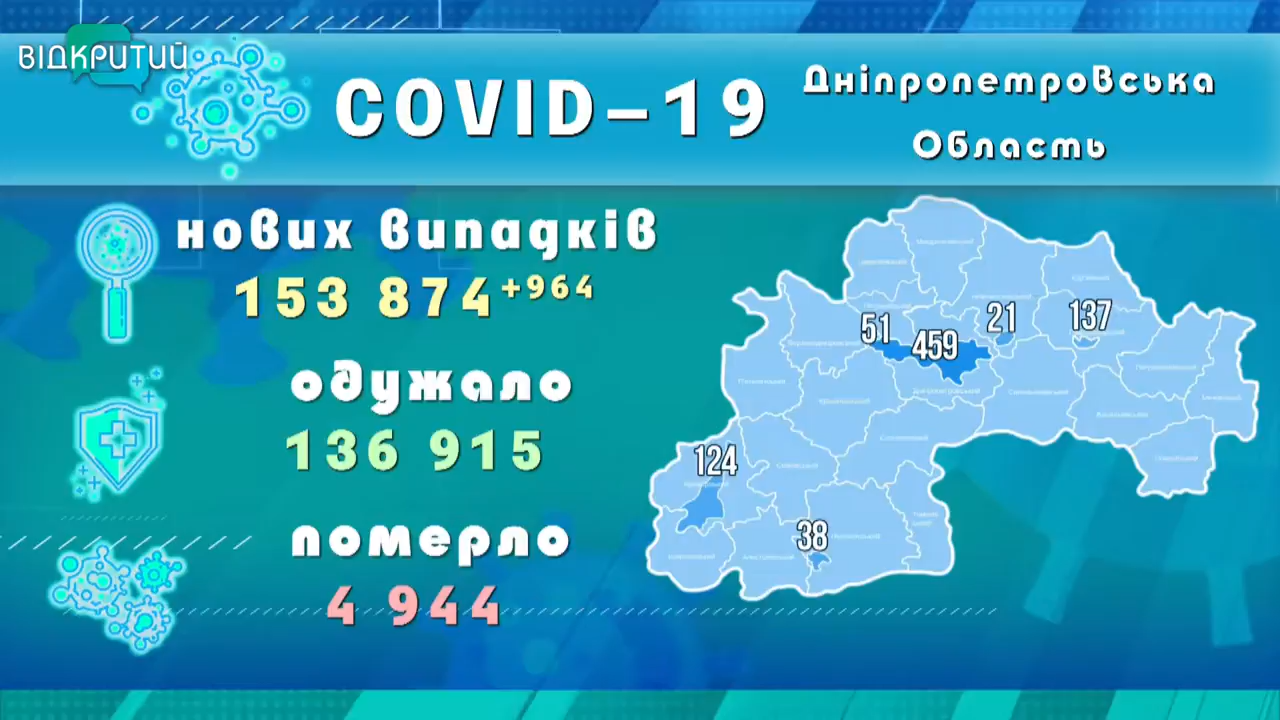 ВІДКРИТИЙ
COVID–19
Дніпропетровська
Область
нових випадків
153 874 +964
одужало
136 915
померло
4 944
51
459
21
137
124
38